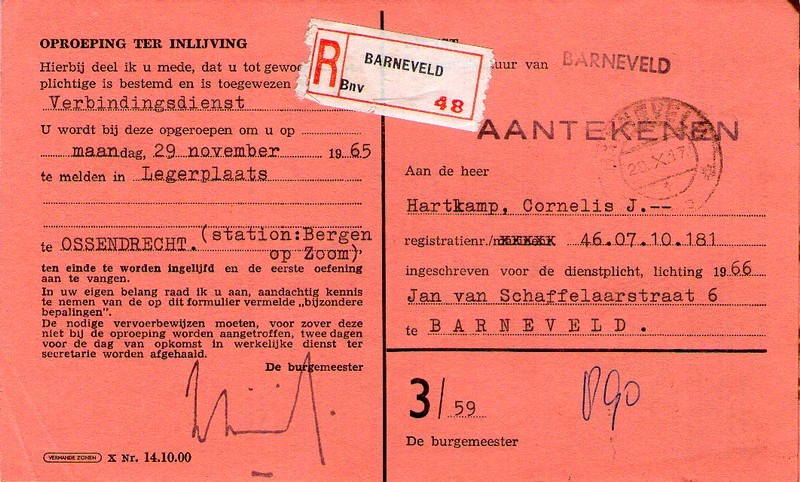 OPROEPING TER INLIJVING
Hierbij deel ik u mede, dat u tot gewoo
plichtige is bestemd en is toegewezen
Verbindingsdienst
U wordt bij deze opgeroepen om u op
maandag, 29 november 1965
te melden in Legerplaats
te OSSENDRECHT. (station:Bergen
op Zoom),
ten einde te worden ingelijfd en de eerste oefening
aan te vangen.
In uw eigen belang raad ik u aan, aandachtig kennis
te nemen van de op dit formulier vermelde „bijzondere
bepalingen".
De nodige vervoerbewijzen moeten, voor zover deze
niet bij de oproeping worden aangetroffen, twee dagen
voor de dag van opkomst in werkelijke dienst ter
secretarie worden afgehaald.
De burgemeester
VERMANDE ZONEN X Nr. 14.10.00
R
BARNEVELD
Bnv
48
uur van BARNEVELD
AANTEKENEN
Aan de heer
Hartkamp, Cornelis J.--
registratienr./ 46.07.10.181
ingeschreven voor de dienstplicht, lichting 1966
Jan van Schaffelaarstraat 6
te BARNEVELD.
3/59
De burgemeester